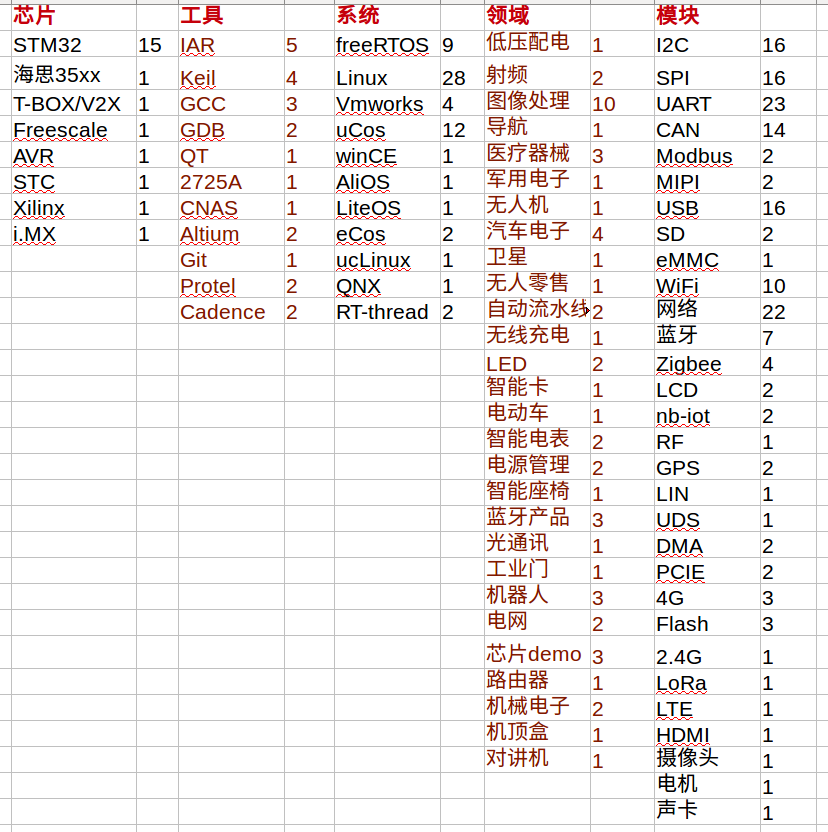 芯片 工具 系统 领域 模块
STM32 15 IAR 5 freeRTOS 9 低压配电 1 I2C 16
海思35xx 1 Keil 4 Linux 28 射频 2 SPI 16
T-BOX/V2X 1 GCC 3 Vmworks 4 图像处理 10 UART 23
Freescale 1 GDB 2 uCos 12 导航 1 CAN 14
AVR 1 QT 1 winCE 1 医疗器械 3 Modbus 2
STC 1 2725A 1 AliOS 1 军用电子 1 MIPI 2
Xilinx 1 CNAS 1 LiteOS 1 无人机 1 USB 16
i.MX 1 Altium 2 eCos 2 汽车电子 4 SD 2
Git 1 ucLinux 1 卫星 1 eMMC 1
Protel 2 QNX 1 无人零售 1 WiFi 10
Cadence 2 RT-thread 2 自动流水线 2 网络 22
无线充电 1 蓝牙 7
LED 2 Zigbee 4
智能卡 1 LCD 2
电动车 1 nb-iot 2
智能电表 2 RF 1
电源管理 2 GPS 2
智能座椅 1 LIN 1
蓝牙产品 3 UDS 1
光通讯 1 DMA 2
工业门 1 PCIE 2
机器人 3 4G 3
电网 2 Flash 3
芯片demo 3 2.4G 1
路由器 1 LoRa 1
机械电子 2 LTE 1
机顶盒 1 HDMI 1
对讲机 1 摄像头 1
电机 1
声卡 1